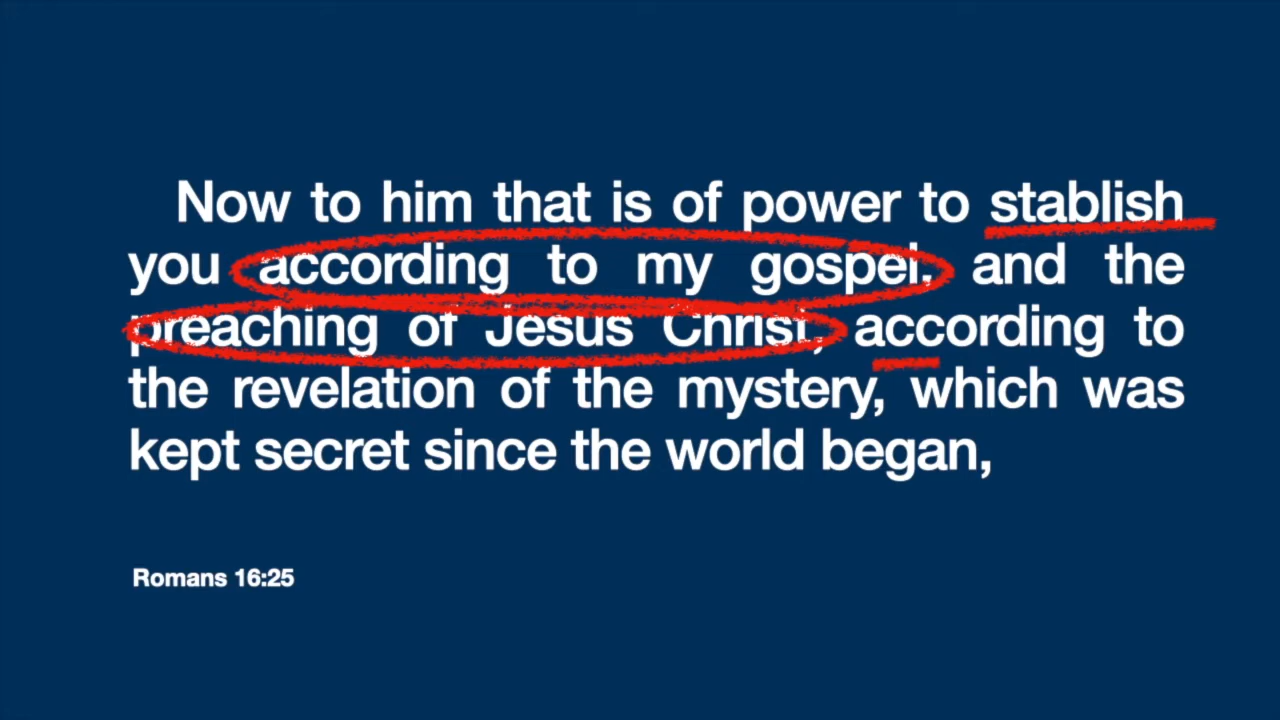 Now to him that is of power to stablish
you according to my gospel, and the
preaching of Jesus Christ, according to
the revelation of the mystery, which was
kept secret since the world began,
Romans 16:25